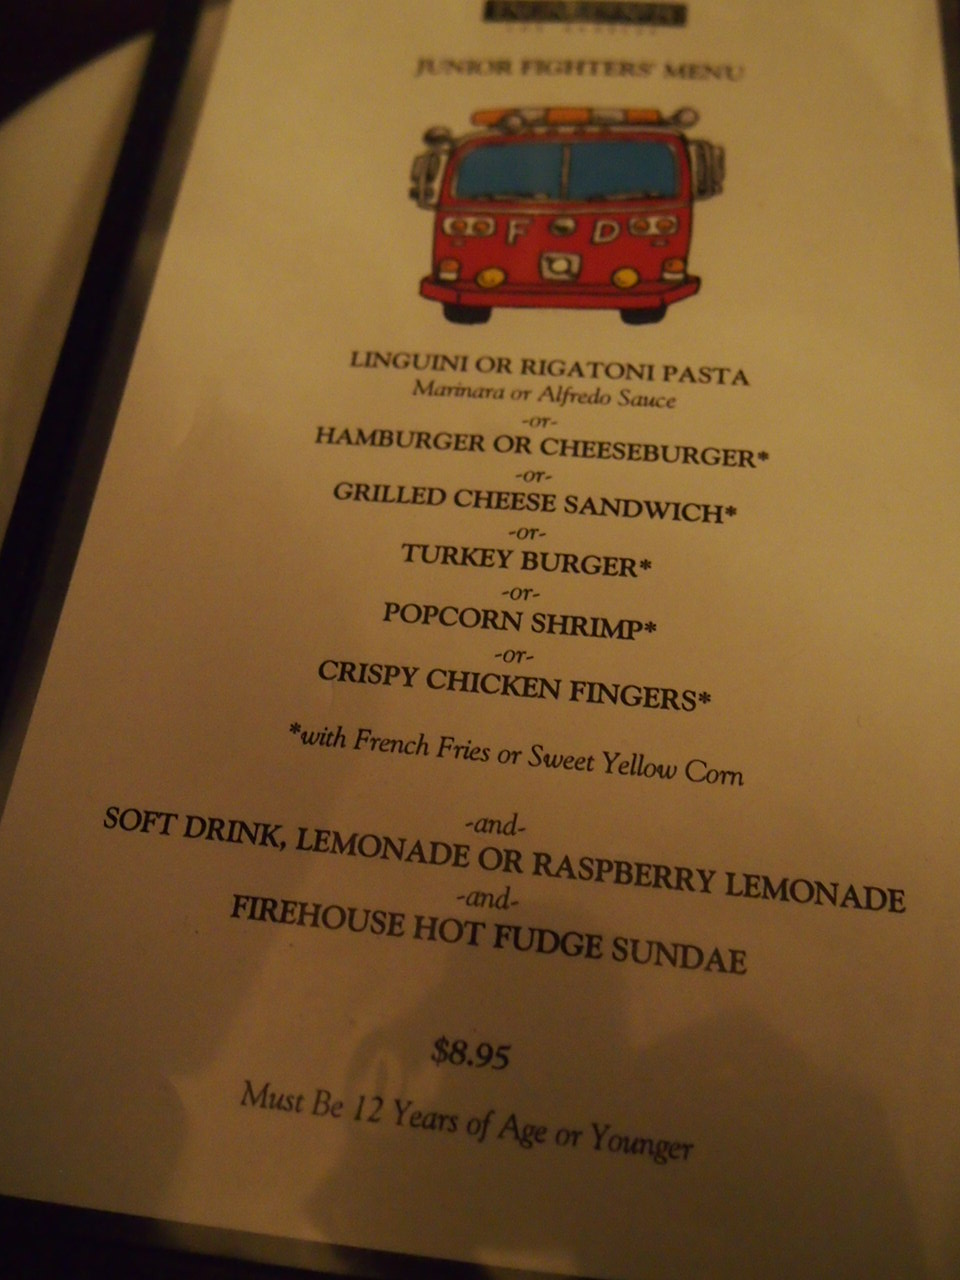 JUNIOR FIGHTERS' MENU
F D
LINGUINI OR RIGATONI PASTA
Marinara or Alfredo Sauce
-or-
HAMBURGER OR CHEESEBURGER*
-or-
GRILLED CHEESE SANDWICH*
-or-
TURKEY BURGER*
-or-
POPCORN SHRIMP*
-or-
CRISPY CHICKEN FINGERS*
*with French Fries or Sweet Yellow Corn
-and-
SOFT DRINK, LEMONADE OR RASPBERRY LEMONADE
-and-
FIREHOUSE HOT FUDGE SUNDAE
$8.95
Must Be 12 Years of Age or Younger